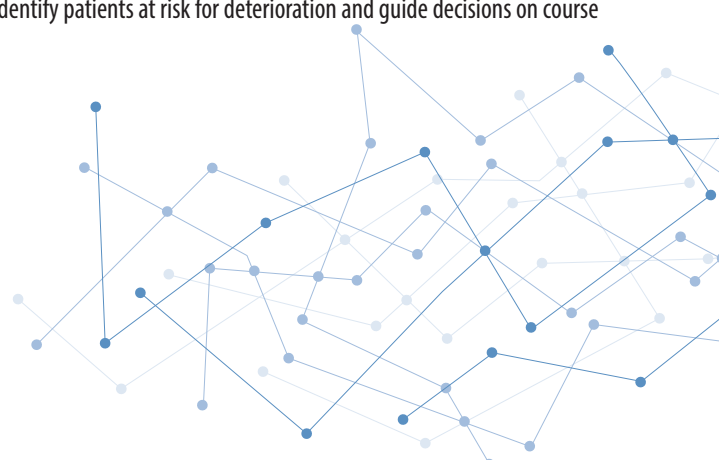 dentify patients at risk for deterioration and guide decisions on course